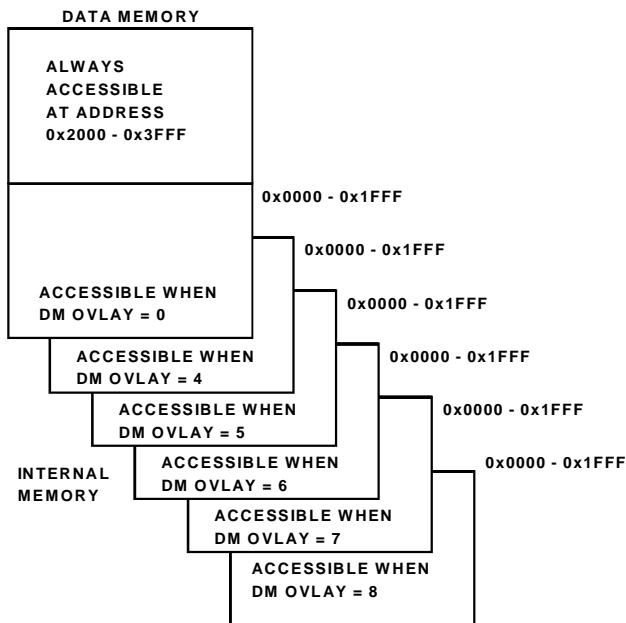 DATA MEMORY
ALWAYS
ACCESSIBLE
AT ADDRESS
0x2000 - 0x3FFF
0x0000 - 0x1FFF
0x0000 - 0x1FFF
ACCESSIBLE WHEN
DM OVLAY = 0
0x0000 - 0x1FFF
ACCESSIBLE WHEN
DM OVLAY = 4
0x0000 - 0x1FFF
ACCESSIBLE WHEN
DM OVLAY = 5
0x0000 - 0x1FFF
INTERNAL
MEMORY
ACCESSIBLE WHEN
DM OVLAY = 6
0x0000 - 0x1FFF
ACCESSIBLE WHEN
DM OVLAY = 7
ACCESSIBLE WHEN
DM OVLAY = 8